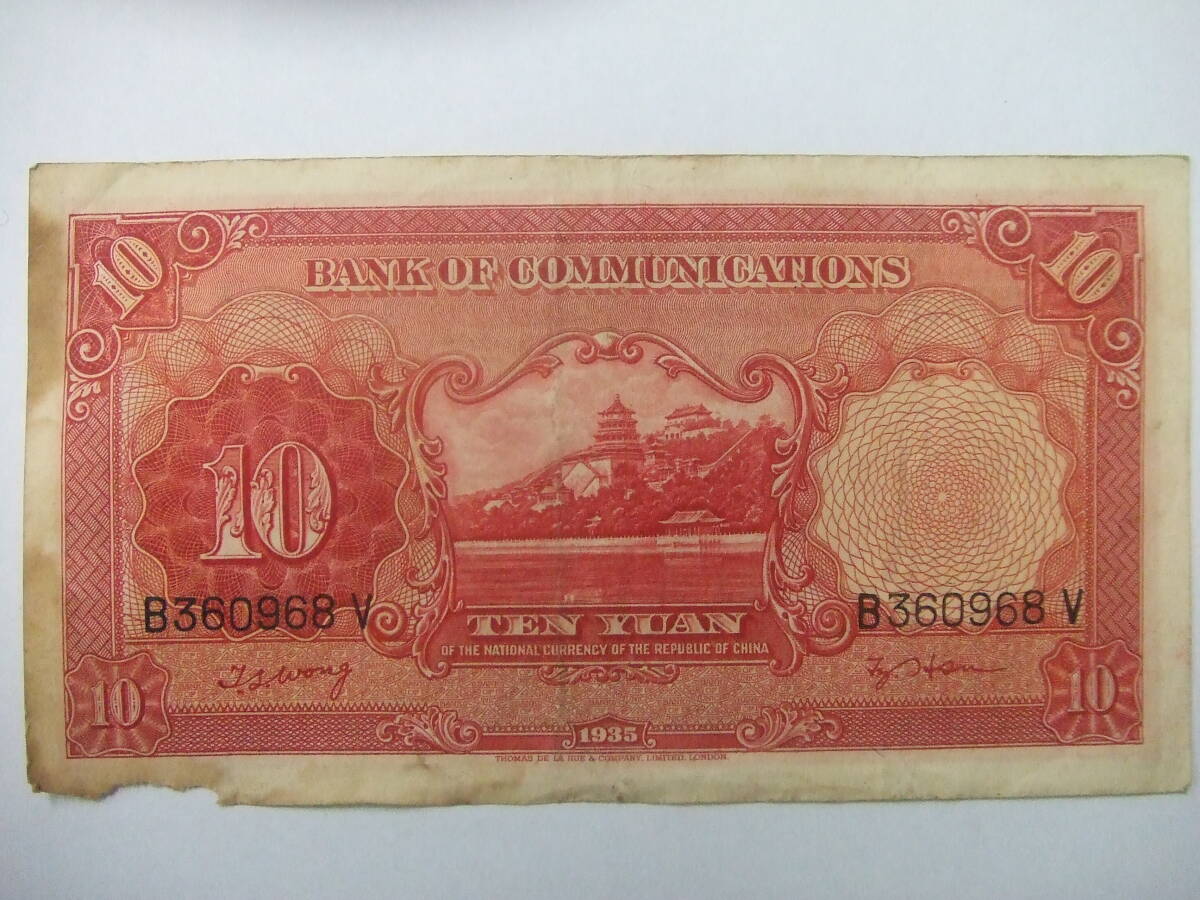 10 10
BANK OF COMMUNICATIONS
10
B360968 V B360968 V
TEN YUAN
OF THE NATIONAL CURRENCY OF THE REPUBLIC OF CHINA
T.S. Wong
10 10
1935
THOMAS DE LA RUE & COMPANY, LIMITED, LONDON.